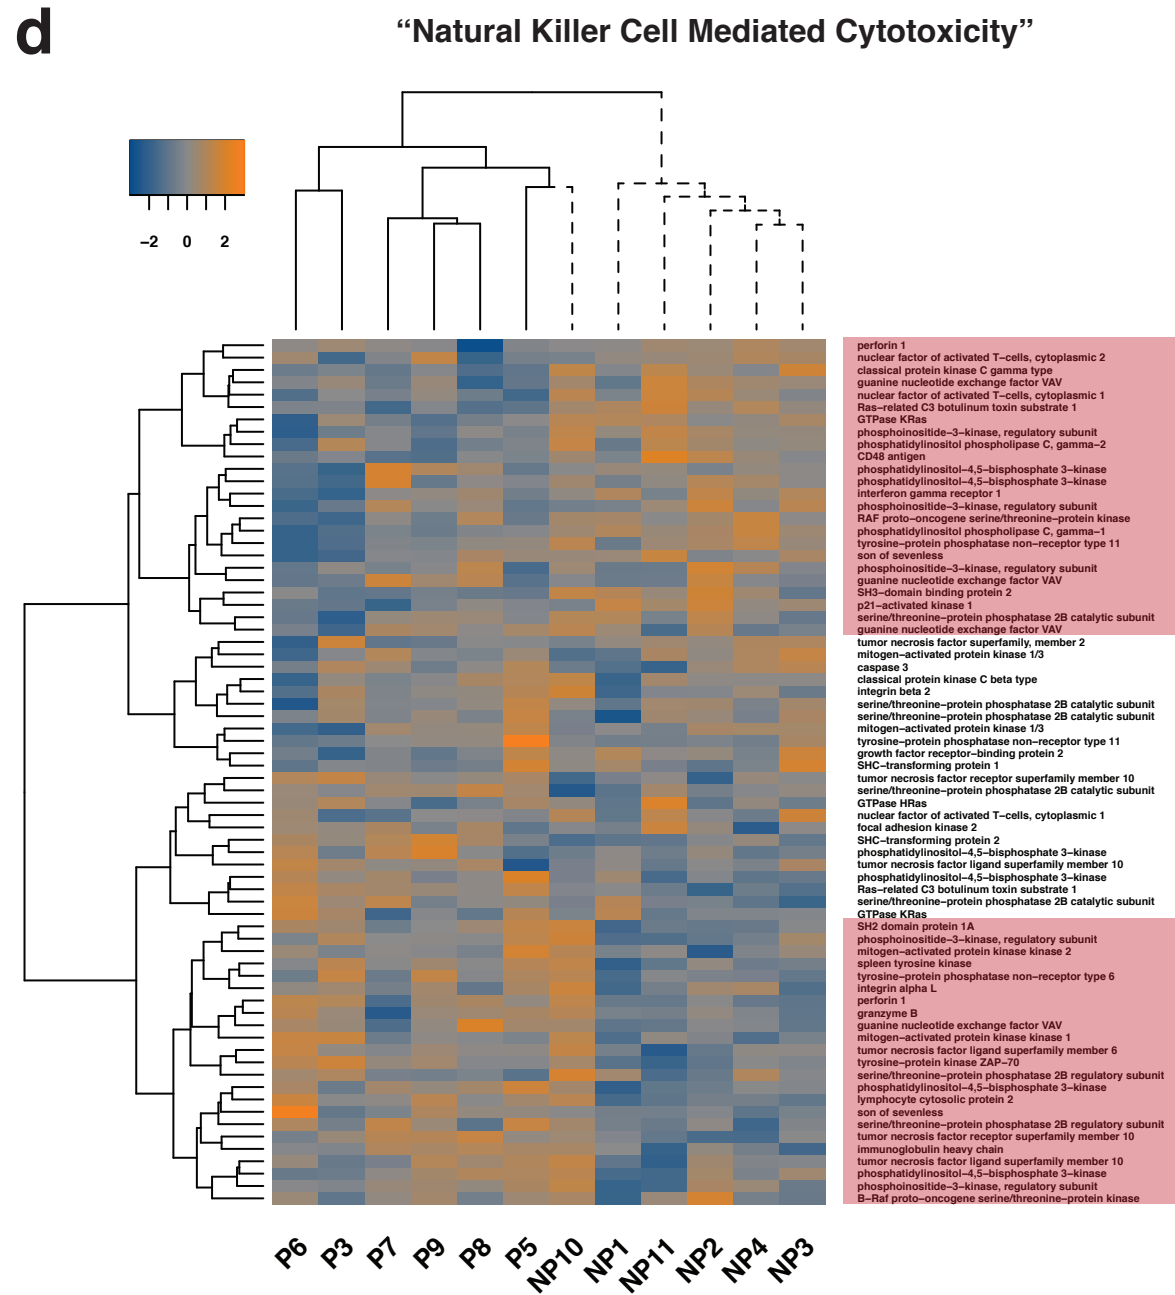 d
“Natural Killer Cell Mediated Cytotoxicity”
−2 0 2
perforin 1
nuclear factor of activated T−cells, cytoplasmic 2
classical protein kinase C gamma type
guanine nucleotide exchange factor VAV
nuclear factor of activated T−cells, cytoplasmic 1
Ras−related C3 botulinum toxin substrate 1
GTPase KRas
phosphoinositide−3−kinase, regulatory subunit
phosphatidylinositol phospholipase C, gamma−2
CD48 antigen
phosphatidylinositol−4,5−bisphosphate 3−kinase
phosphatidylinositol−4,5−bisphosphate 3−kinase
interferon gamma receptor 1
phosphoinositide−3−kinase, regulatory subunit
RAF proto−oncogene serine/threonine−protein kinase
phosphatidylinositol phospholipase C, gamma−1
tyrosine−protein phosphatase non−receptor type 11
son of sevenless
phosphoinositide−3−kinase, regulatory subunit
guanine nucleotide exchange factor VAV
SH3−domain binding protein 2
p21−activated kinase 1
serine/threonine−protein phosphatase 2B catalytic subunit
guanine nucleotide exchange factor VAV
tumor necrosis factor superfamily, member 2
mitogen−activated protein kinase 1/3
caspase 3
classical protein kinase C beta type
integrin beta 2
serine/threonine−protein phosphatase 2B catalytic subunit
serine/threonine−protein phosphatase 2B catalytic subunit
mitogen−activated protein kinase 1/3
tyrosine−protein phosphatase non−receptor type 11
growth factor receptor−binding protein 2
SHC−transforming protein 1
tumor necrosis factor receptor superfamily member 10
serine/threonine−protein phosphatase 2B catalytic subunit
GTPase HRas
nuclear factor of activated T−cells, cytoplasmic 1
focal adhesion kinase 2
SHC−transforming protein 2
phosphatidylinositol−4,5−bisphosphate 3−kinase
tumor necrosis factor ligand superfamily member 10
phosphatidylinositol−4,5−bisphosphate 3−kinase
Ras−related C3 botulinum toxin substrate 1
serine/threonine−protein phosphatase 2B catalytic subunit
GTPase KRas
SH2 domain protein 1A
phosphoinositide−3−kinase, regulatory subunit
mitogen−activated protein kinase kinase 2
spleen tyrosine kinase
tyrosine−protein phosphatase non−receptor type 6
integrin alpha L
perforin 1
granzyme B
guanine nucleotide exchange factor VAV
mitogen−activated protein kinase kinase 1
tumor necrosis factor ligand superfamily member 6
tyrosine−protein kinase ZAP−70
serine/threonine−protein phosphatase 2B regulatory subunit
phosphatidylinositol−4,5−bisphosphate 3−kinase
lymphocyte cytosolic protein 2
son of sevenless
serine/threonine−protein phosphatase 2B regulatory subunit
tumor necrosis factor receptor superfamily member 10
immunoglobulin heavy chain
tumor necrosis factor ligand superfamily member 10
phosphatidylinositol−4,5−bisphosphate 3−kinase
phosphoinositide−3−kinase, regulatory subunit
B−Raf proto−oncogene serine/threonine−protein kinase
P6 P3 P7 P9 P8 P5 NP10 NP1 NP11 NP2 NP4 NP3